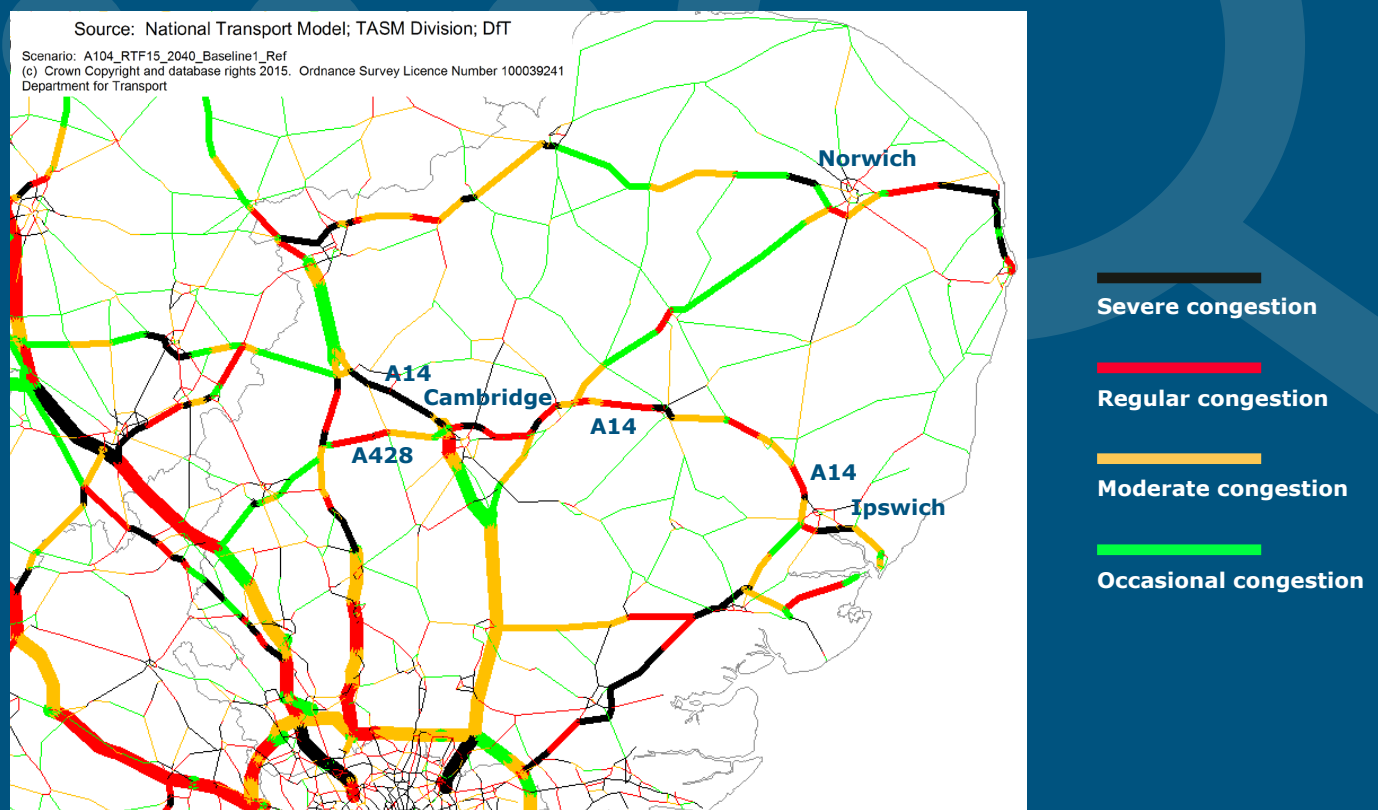 Source: National Transport Model; TASM Division; DfT
Scenario: A104_RTF15_2040_Baseline1_Ref
(c) Crown Copyright and database rights 2015. Ordnance Survey Licence Number 100039241
Department for Transport
Norwich
A14
Cambridge
A14
A428
A14
Ipswich
Severe congestion
Regular congestion
Moderate congestion
Occasional congestion